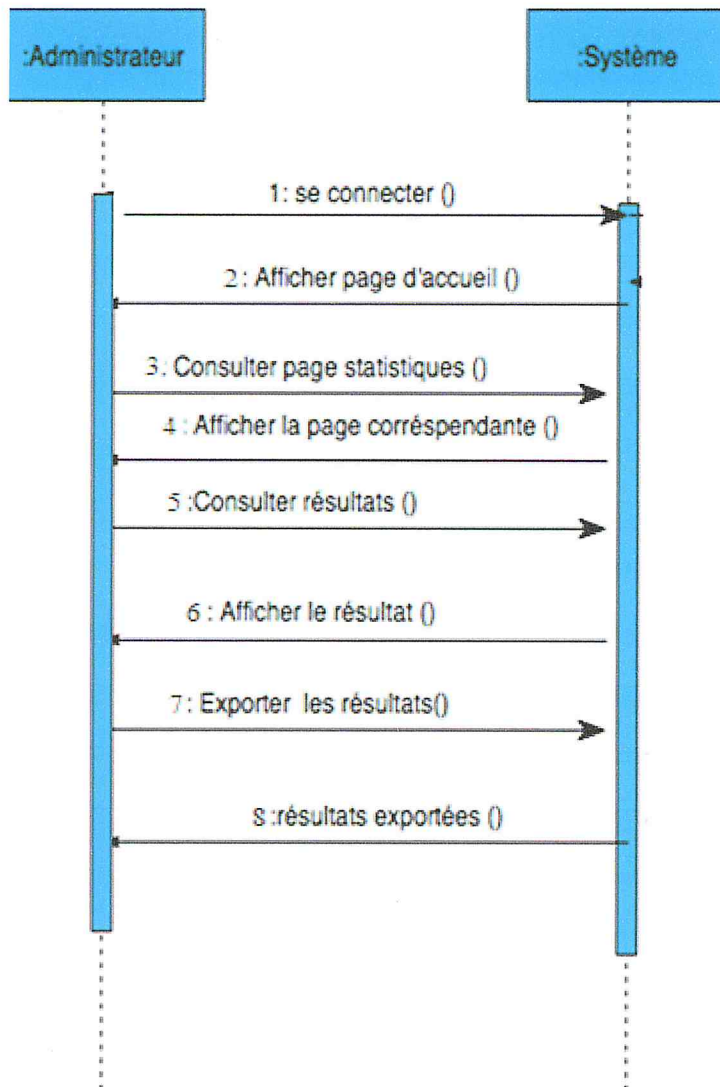 :Administrateur
:Système
1: se connecter ()
2 : Afficher page d'accueil ()
3 : Consulter page statistiques ()
4 : Afficher la page corréspendante ()
5 :Consulter résultats ()
6 : Afficher le résultat ()
7 : Exporter les résultats()
8 :résultats exportées ()